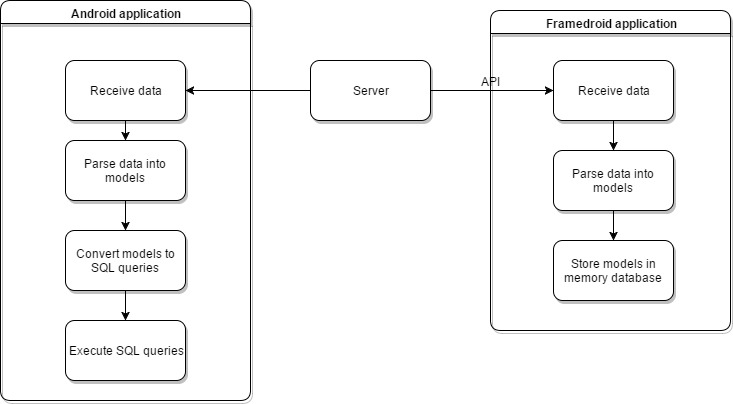 Android application
Receive data
Parse data into
models
Convert models to
SQL queries
Execute SQL queries
Server
API
Framedroid application
Receive data
Parse data into
models
Store models in
memory database